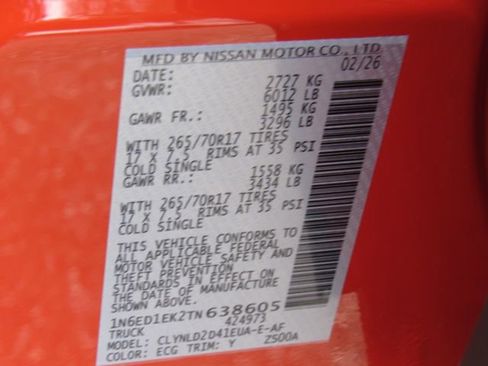 MFD BY NISSAN MOTOR CO., LTD.
DATE: 02/26
GVWR: 2727 KG
6012 LB
GAWR FR.: 1495 KG
3296 LB
WITH 265/70R17 TIRES
17 X 7.5 RIMS AT 35 PSI
COLD SINGLE
GAWR RR.: 1558 KG
3434 LB
WITH 265/70R17 TIRES
17 X 7.5 RIMS AT 35 PSI
COLD SINGLE
THIS VEHICLE CONFORMS TO
ALL APPLICABLE FEDERAL
MOTOR VEHICLE SAFETY AND
THEFT PREVENTION
STANDARDS IN EFFECT ON
THE DATE OF MANUFACTURE
SHOWN ABOVE.
1N6ED1EK2TN638605
TRUCK 424973
MODEL: CLYNLD2D41EUA-E-AF
COLOR: ECG TRIM: Y ZS00A